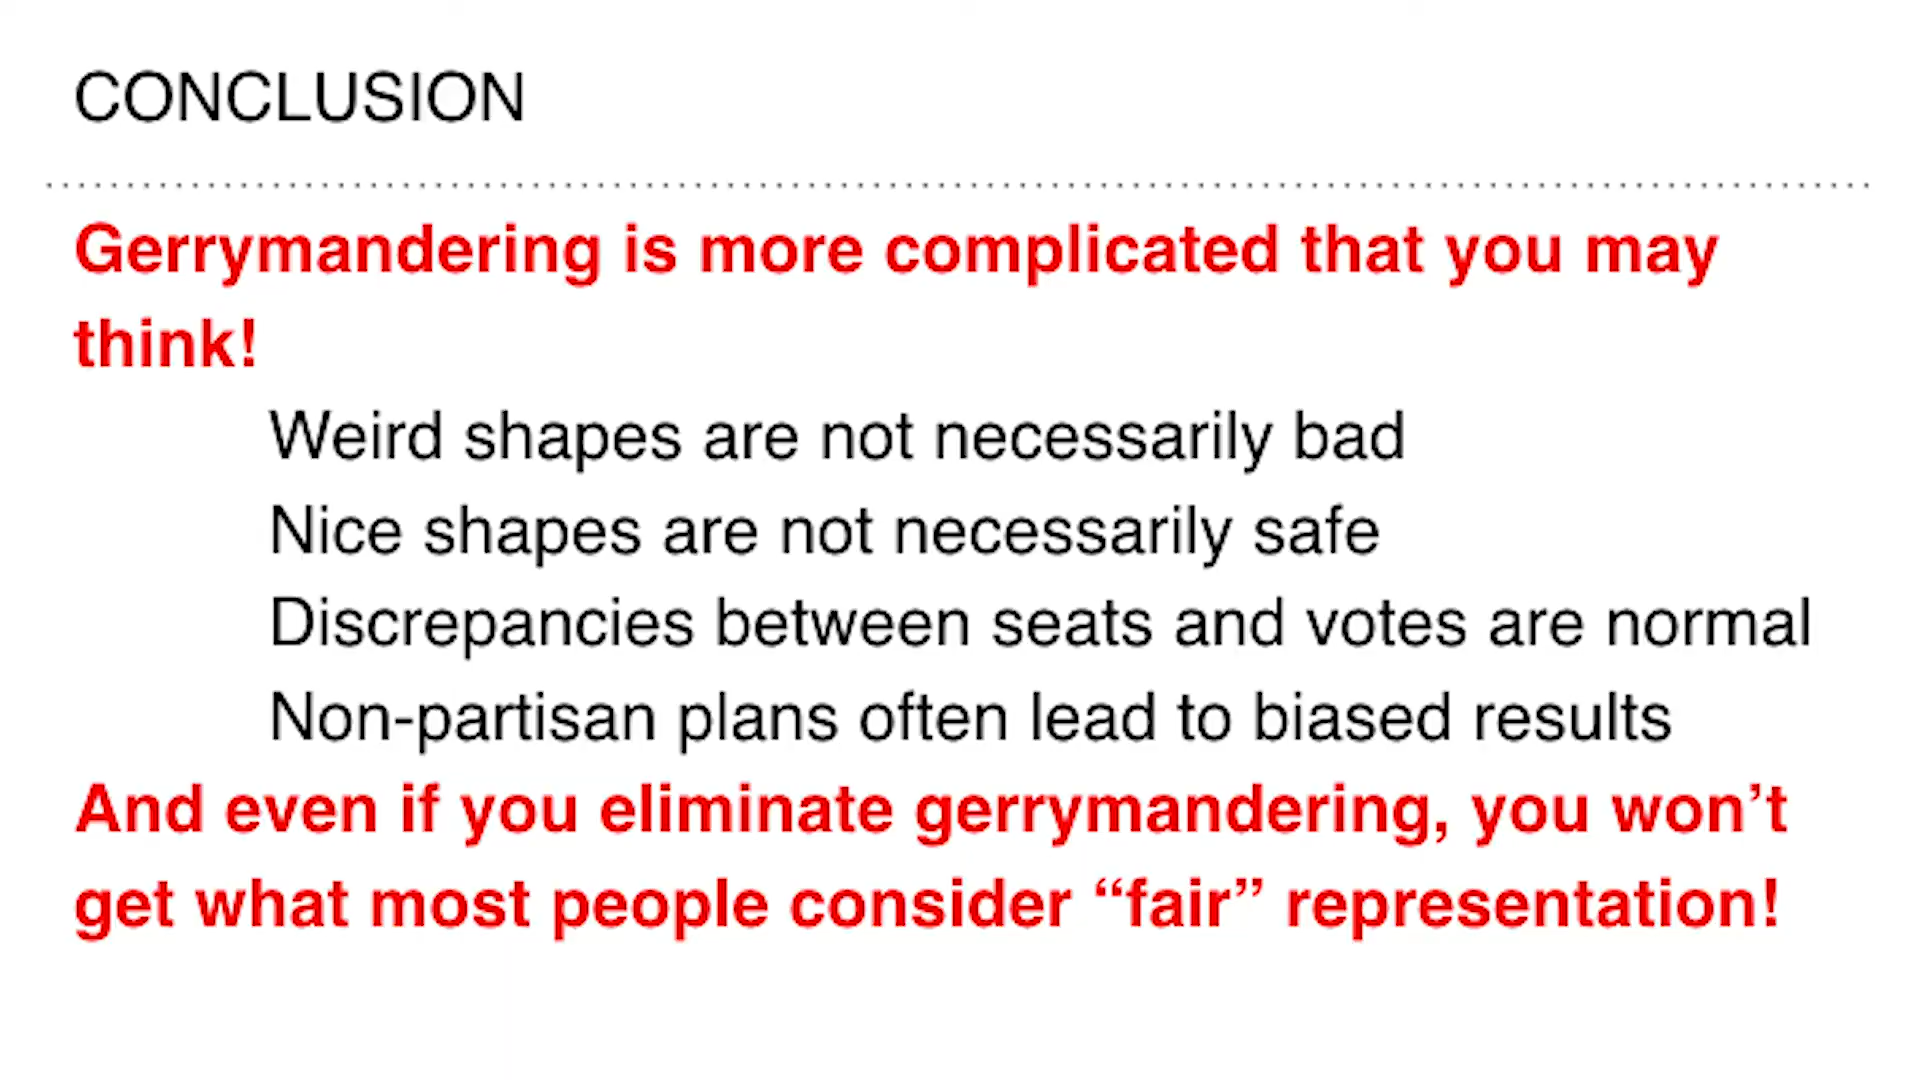 CONCLUSION
Gerrymandering is more complicated that you may
think!
Weird shapes are not necessarily bad
Nice shapes are not necessarily safe
Discrepancies between seats and votes are normal
Non-partisan plans often lead to biased results
And even if you eliminate gerrymandering, you won’t
get what most people consider “fair” representation!